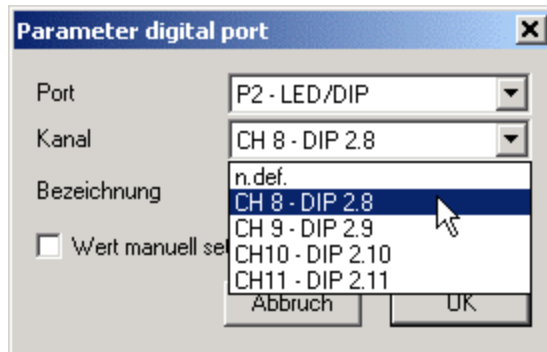 Parameter digital port
Port P2 - LED/DIP
Kanal CH 8 - DIP 2.8
n.def.
Bezeichnung CH 8 - DIP 2.8
CH 9 - DIP 2.9
Wert manuell CH10 - DIP 2.10
CH11 - DIP 2.11
Abbruch OK